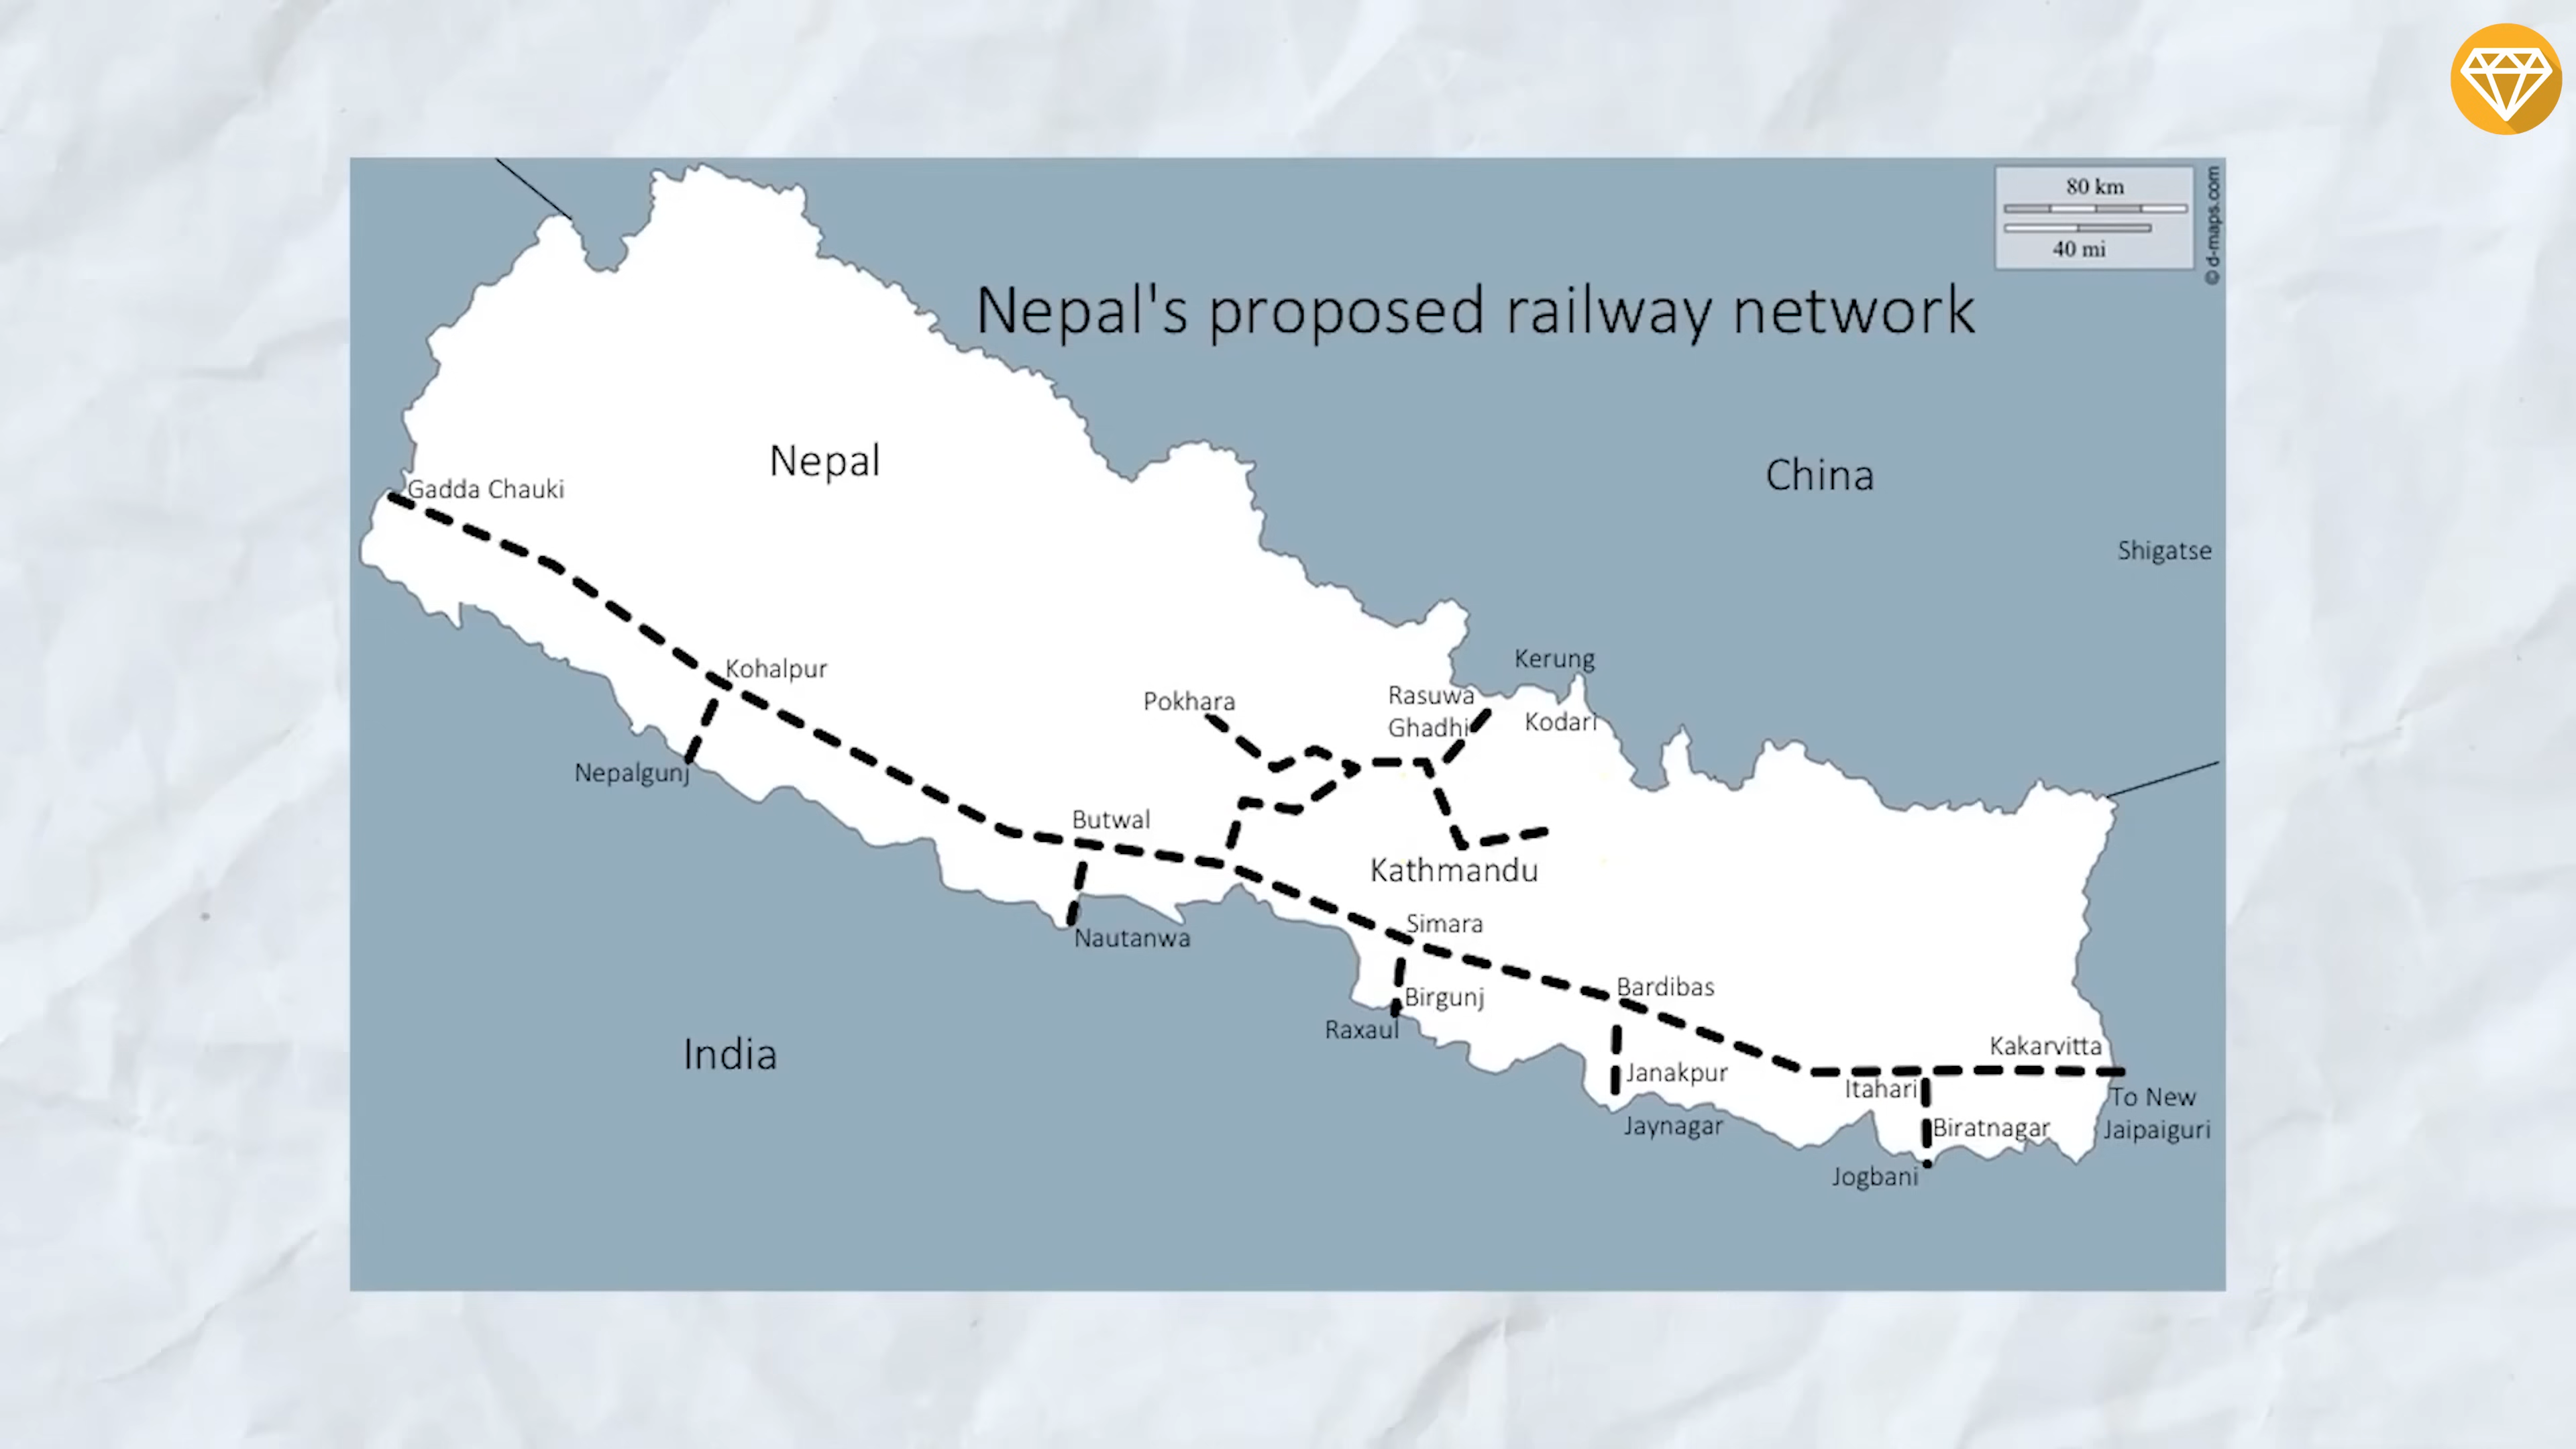 80 km
40 mi
© d-maps.com
Nepal's proposed railway network
Nepal
China
Gadda Chauki
Shigatse
Kerung
Kohalpur
Rasuwa
Ghadhi
Pokhara
Kodari
Nepalgunj
Butwal
Kathmandu
Simara
Nautanwa
Bardibas
Birgunj
Raxaul
India
Kakarvitta
Janakpur
Itahari
To New
Jaipaiguri
Jaynagar
Biratnagar
Jogbani